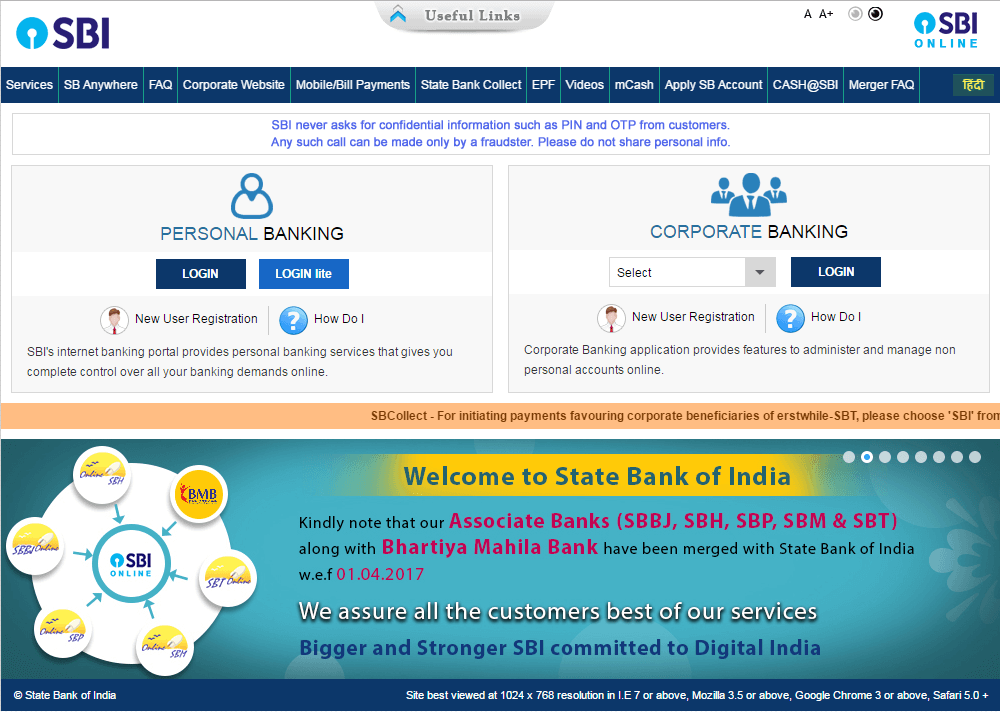 Useful Links
A A+
SBI
SBI
ONLINE
Services SB Anywhere FAQ Corporate Website Mobile/Bill Payments State Bank Collect EPF Videos mCash Apply SB Account CASH@SBI Merger FAQ हिंदी
SBI never asks for confidential information such as PIN and OTP from customers.
Any such call can be made only by a fraudster. Please do not share personal info.
PERSONAL BANKING
LOGIN LOGIN lite
New User Registration ? How Do I
SBI's internet banking portal provides personal banking services that gives you
complete control over all your banking demands online.
CORPORATE BANKING
Select LOGIN
New User Registration ? How Do I
Corporate Banking application provides features to administer and manage non
personal accounts online.
SBCollect - For initiating payments favouring corporate beneficiaries of erstwhile-SBT, please choose 'SBI' from
Online SBH
BMB
SBBJ Online
SBI
ONLINE
SBT Online
Online SBP
Online SBH
Welcome to State Bank of India
Kindly note that our Associate Banks (SBBJ, SBH, SBP, SBM & SBT)
along with Bhartiya Mahila Bank have been merged with State Bank of India
w.e.f 01.04.2017
We assure all the customers best of our services
Bigger and Stronger SBI committed to Digital India
© State Bank of India
Site best viewed at 1024 x 768 resolution in I.E 7 or above, Mozilla 3.5 or above, Google Chrome 3 or above, Safari 5.0 +